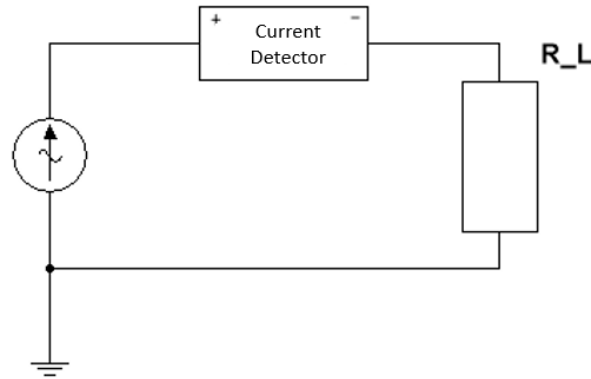 + Current -
Detector
R_L